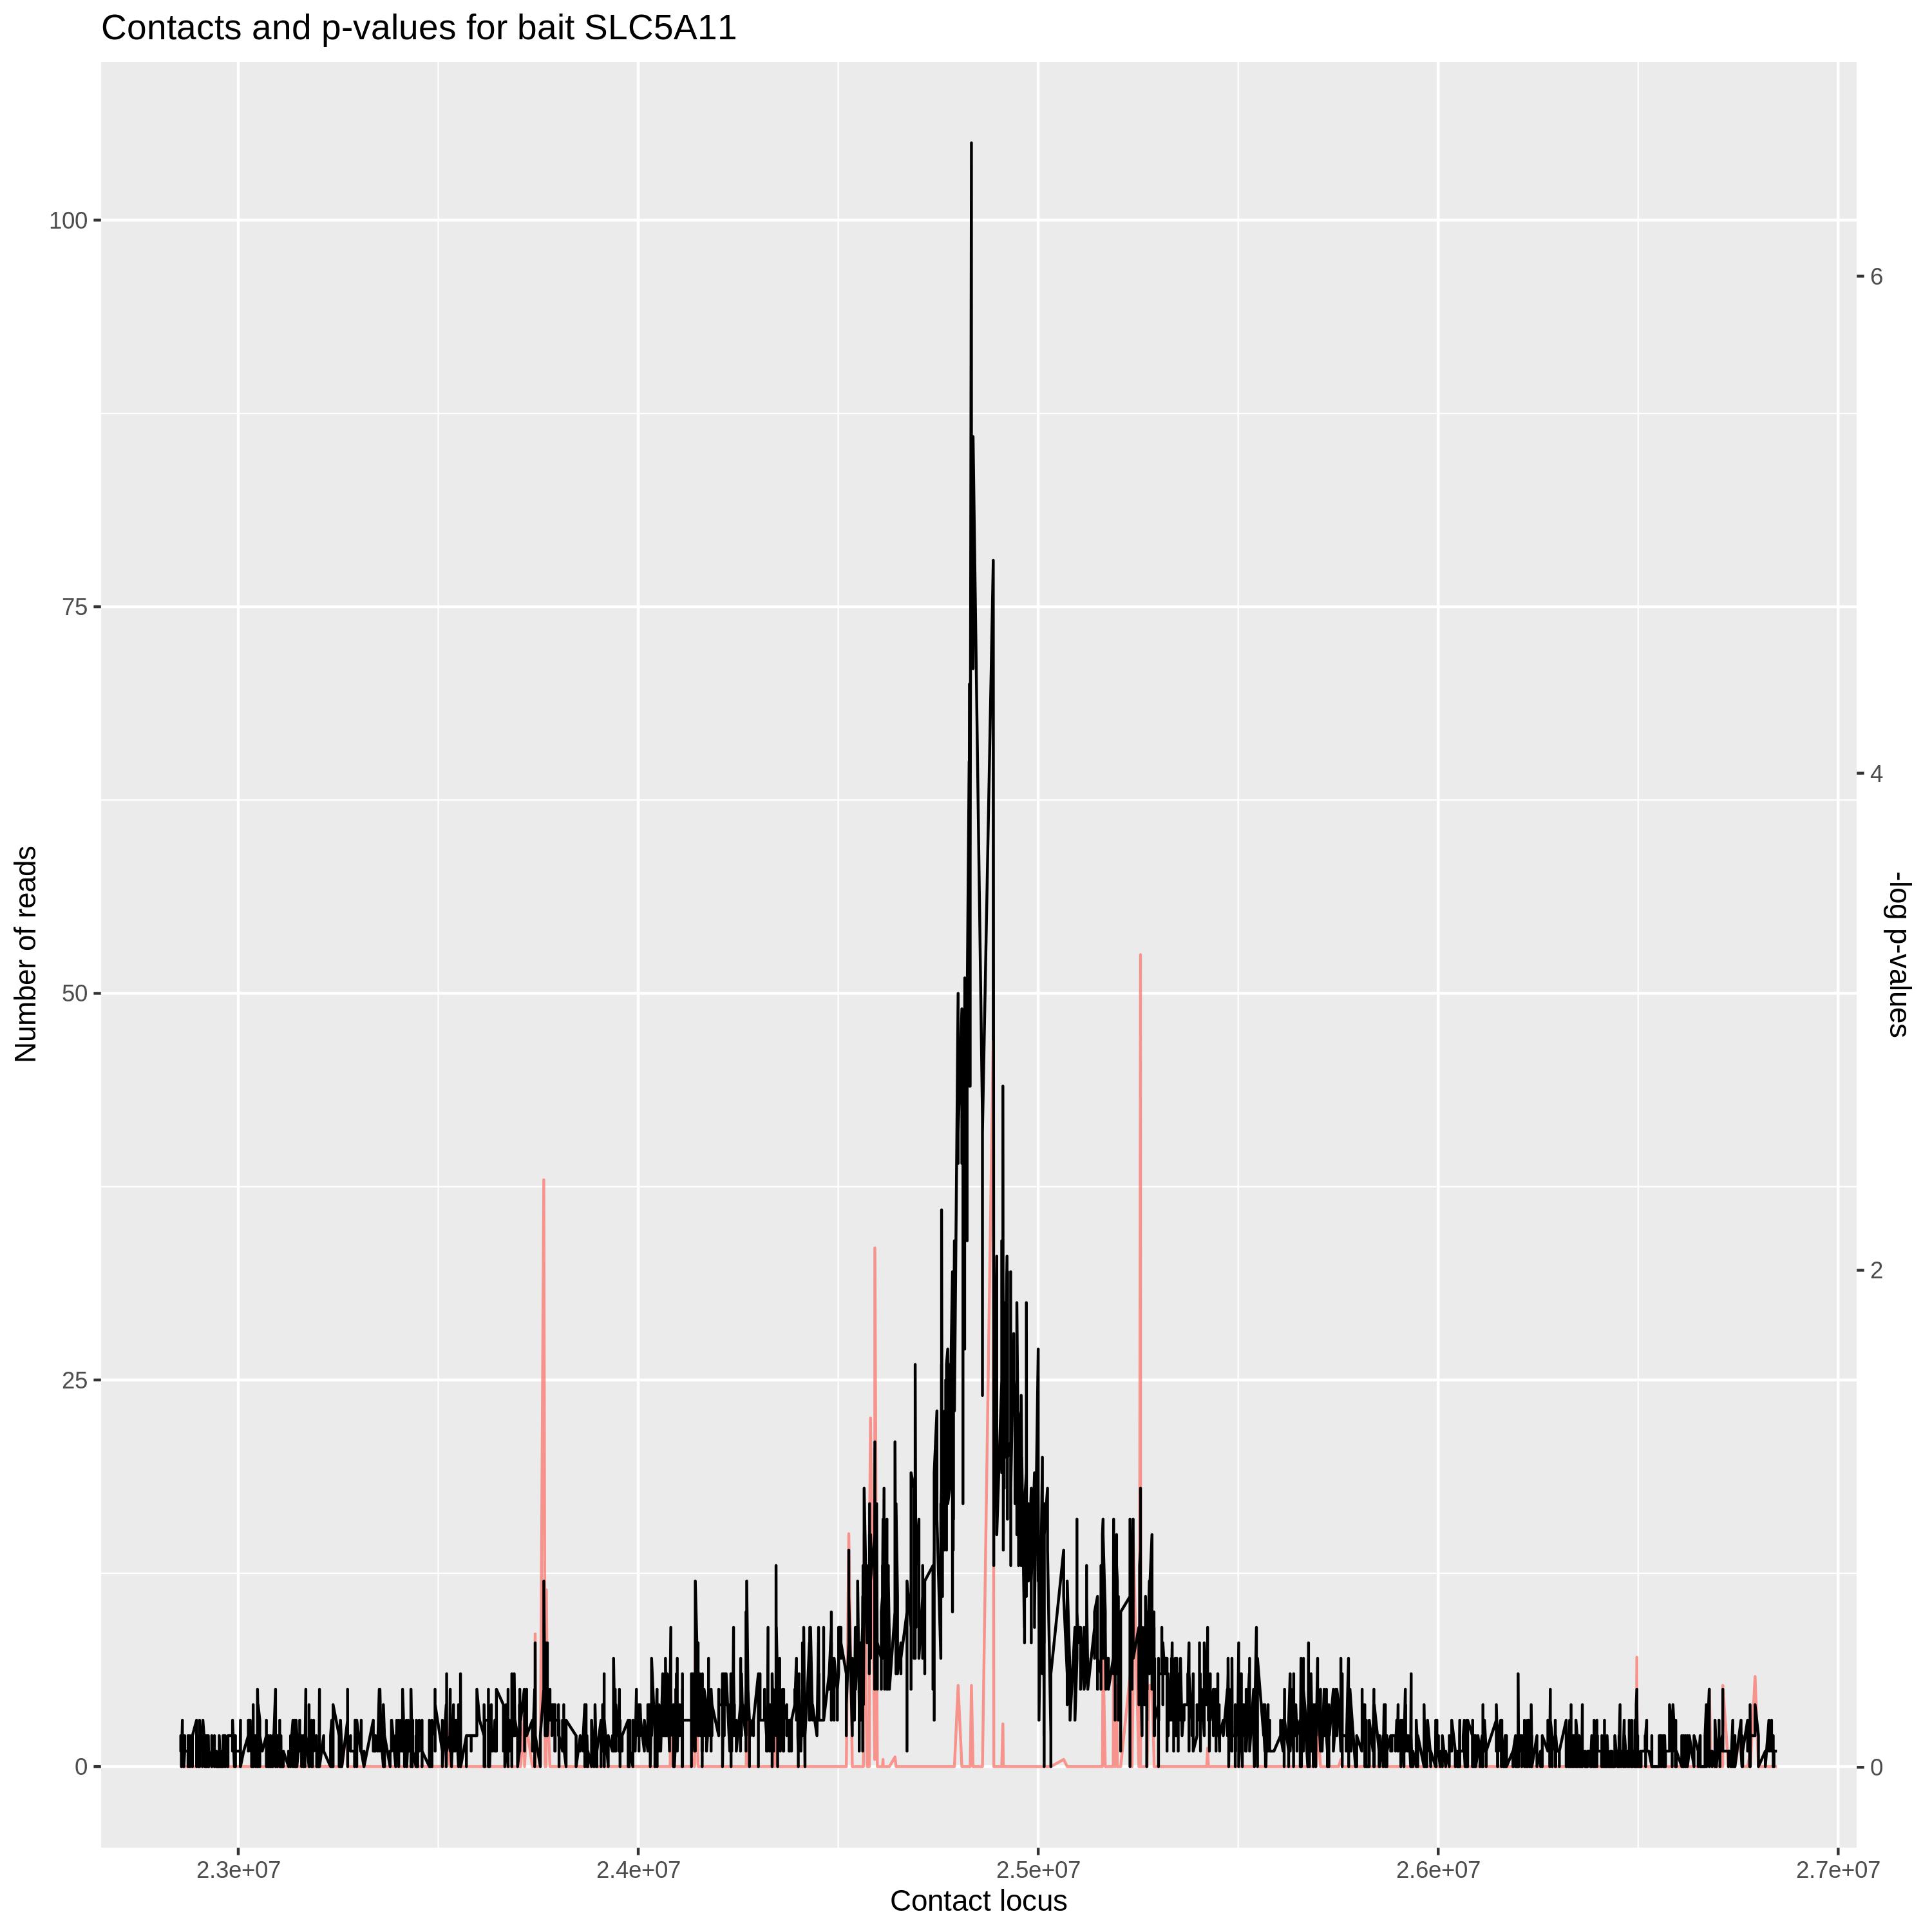 Contacts and p-values for bait SLC5A11
Number of reads
100
75
50
25
0
6
4
2
0
-log p-values
2.3e+07
2.4e+07
2.5e+07
2.6e+07
2.7e+07
Contact locus